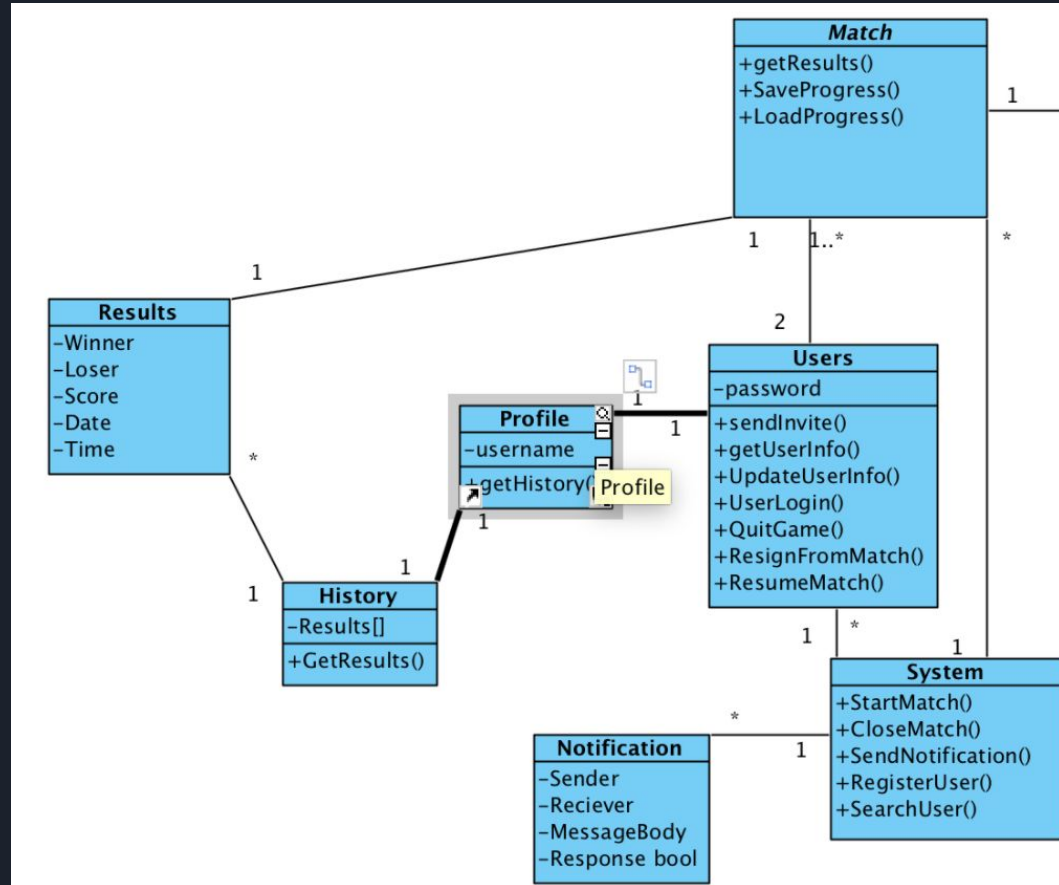 Match
+getResults()
+SaveProgress()
+LoadProgress()
1
1
1..*
*
1
Results
-Winner
-Loser
-Score
-Date
-Time
2
Users
-password
+sendInvite()
+getUserInfo()
+UpdateUserInfo()
+UserLogin()
+QuitGame()
+ResignFromMatch()
+ResumeMatch()
1
1
Profile
-username
+getHistory()
Profile
*
1
1
1
History
-Results[]
+GetResults()
1
*
1
System
+StartMatch()
+CloseMatch()
+SendNotification()
+RegisterUser()
+SearchUser()
*
1
Notification
-Sender
-Reciever
-MessageBody
-Response bool